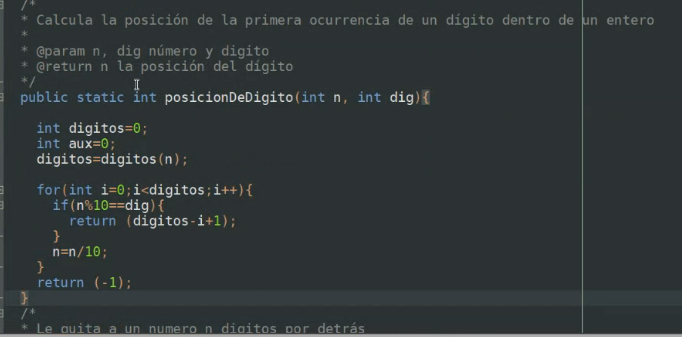 /*
* Calcula la posición de la primera ocurrencia de un dígito dentro de un entero
*
* @param n, dig número y digito
* @return n la posición del dígito
*/
public static int posicionDeDigito(int n, int dig){
int digitos=0;
int aux=0;
digitos=digitos(n);
for(int i=0;i<digitos;i++){
if(n%10==dig){
return (digitos-i+1);
}
n=n/10;
}
return (-1);
}
/*
* Le quita a un numero n digitos por detrás